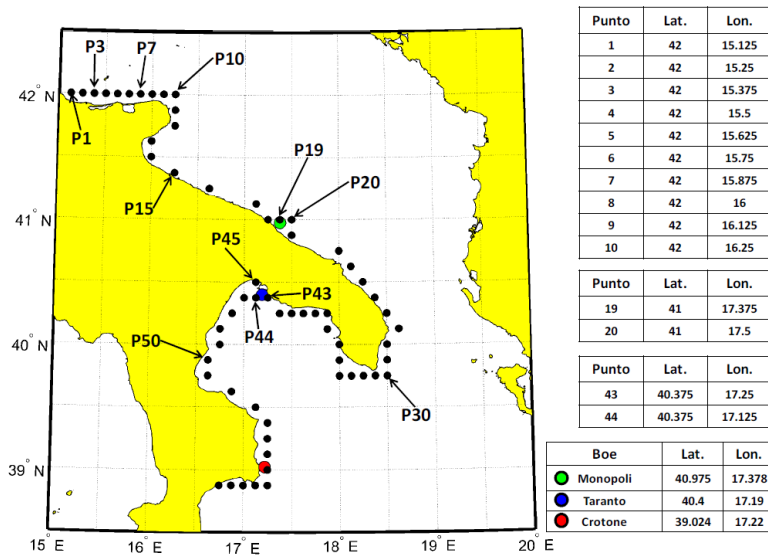 P3
P7
P10
42° N
P1
P19
P15
P20
41° N
P45
P43
P44
P50
40° N
P30
39° N
15° E
16° E
17° E
18° E
19° E
20° E
Punto Lat. Lon.
1 42 15.125
2 42 15.25
3 42 15.375
4 42 15.5
5 42 15.625
6 42 15.75
7 42 15.875
8 42 16
9 42 16.125
10 42 16.25
19 41 17.375
20 41 17.5
Punto Lat. Lon.
43 40.375 17.25
44 40.375 17.125
Boe Lat. Lon.
Monopoli 40.975 17.378
Taranto 40.4 17.19
Crotone 39.024 17.22